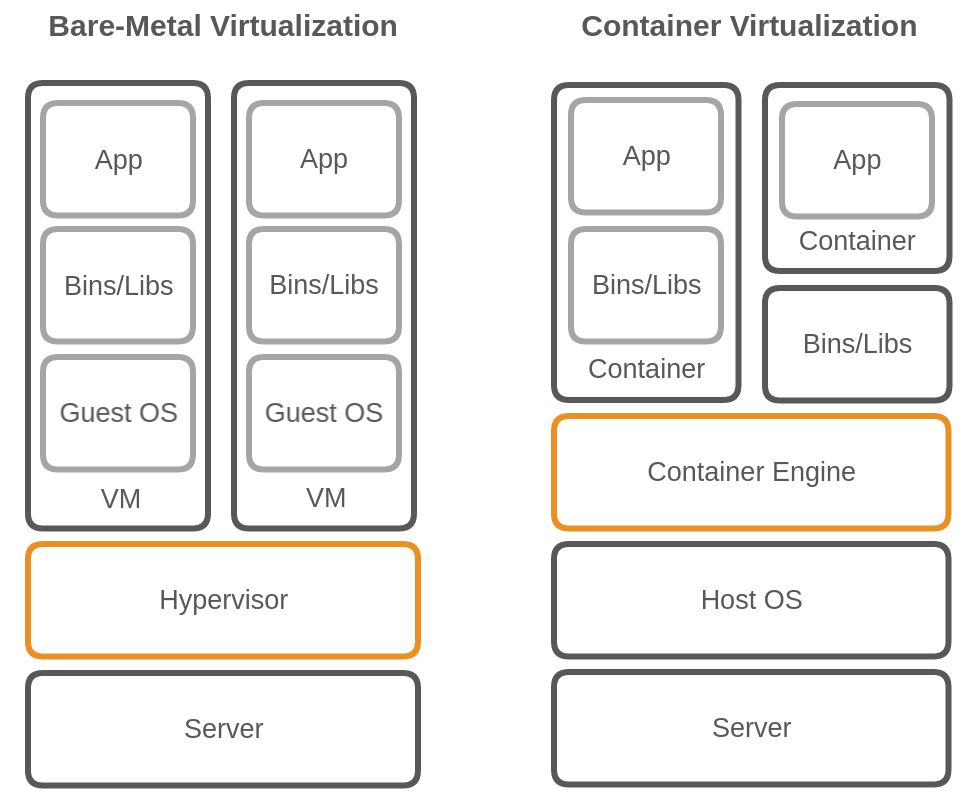 Bare-Metal Virtualization
App
App
Bins/Libs
Bins/Libs
Guest OS
Guest OS
VM
VM
Hypervisor
Server
Container Virtualization
App
Bins/Libs
Container
App
Container
Bins/Libs
Container Engine
Host OS
Server